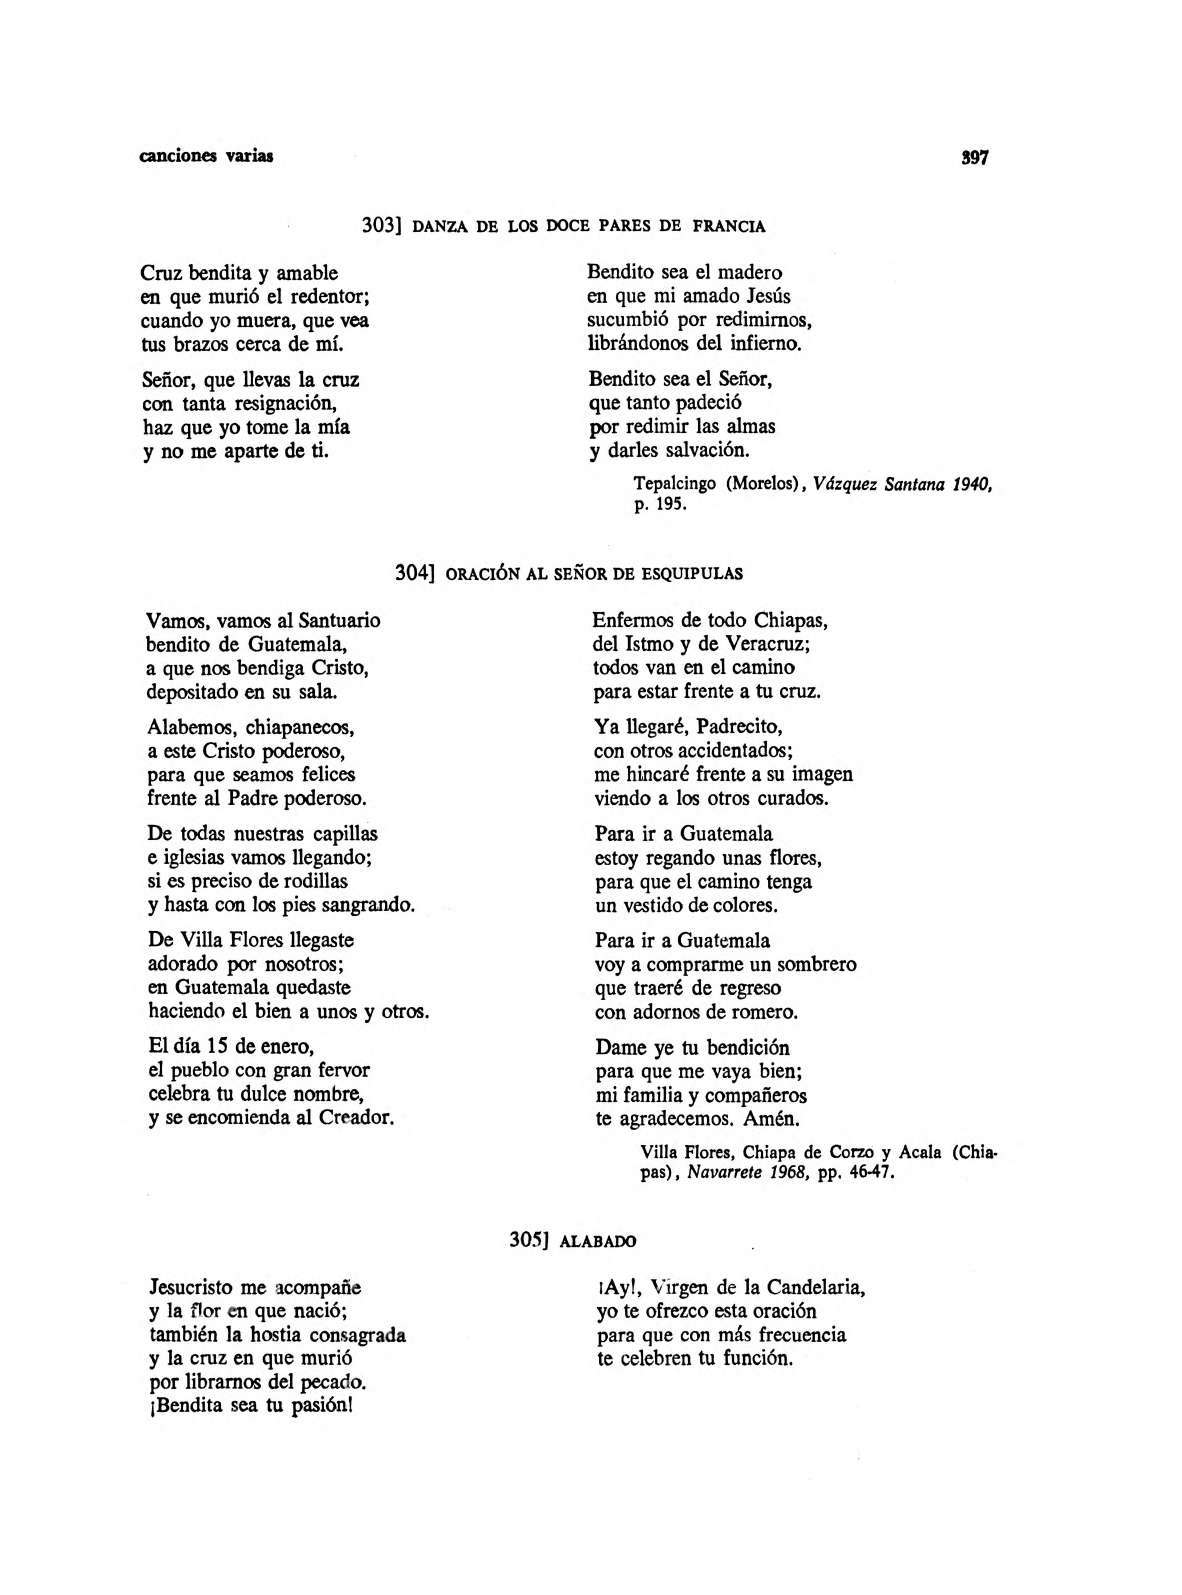 canciones varias 397
303] DANZA DE LOS DOCE PARES DE FRANCIA
Cruz bendita y amable
en que murió el redentor;
cuando yo muera, que vea
tus brazos cerca de mí.
Señor, que llevas la cruz
con tanta resignación,
haz que yo tome la mía
y no me aparte de ti.
Bendito sea el madero
en que mi amado Jesús
sucumbió por redimirnos,
librándonos del infierno.
Bendito sea el Señor,
que tanto padeció
por redimir las almas
y darles salvación.
Tepalcingo (Morelos), Vázquez Santana 1940,
p. 195.
304] ORACIÓN AL SEÑOR DE ESQUIPULAS
Vamos, vamos al Santuario
bendito de Guatemala,
a que nos bendiga Cristo,
depositado en su sala.
Alabemos, chiapanecos,
a este Cristo poderoso,
para que seamos felices
frente al Padre poderoso.
De todas nuestras capillas
e iglesias vamos llegando;
si es preciso de rodillas
y hasta con los pies sangrando.
De Villa Flores llegaste
adorado por nosotros;
en Guatemala quedaste
haciendo el bien a unos y otros.
El día 15 de enero,
el pueblo con gran fervor
celebra tu dulce nombre,
y se encomienda al Creador.
Enfermos de todo Chiapas,
del Istmo y de Veracruz;
todos van en el camino
para estar frente a tu cruz.
Ya llegaré, Padrecito,
con otros accidentados;
me hincaré frente a su imagen
viendo a los otros curados.
Para ir a Guatemala
estoy regando unas flores,
para que el camino tenga
un vestido de colores.
Para ir a Guatemala
voy a comprarme un sombrero
que traeré de regreso
con adornos de romero.
Dame ye tu bendición
para que me vaya bien;
mi familia y compañeros
te agradecemos. Amén.
Villa Flores, Chiapa de Corzo y Acala (Chia-
pas), Navarrete 1968, pp. 46-47.
305] ALABADO
Jesucristo me acompañe
y la flor en que nació;
también la hostia consagrada
y la cruz en que murió
por librarnos del pecado.
¡Bendita sea tu pasión!
¡Ay!, Virgen de la Candelaria,
yo te ofrezco esta oración
para que con más frecuencia
te celebren tu función.